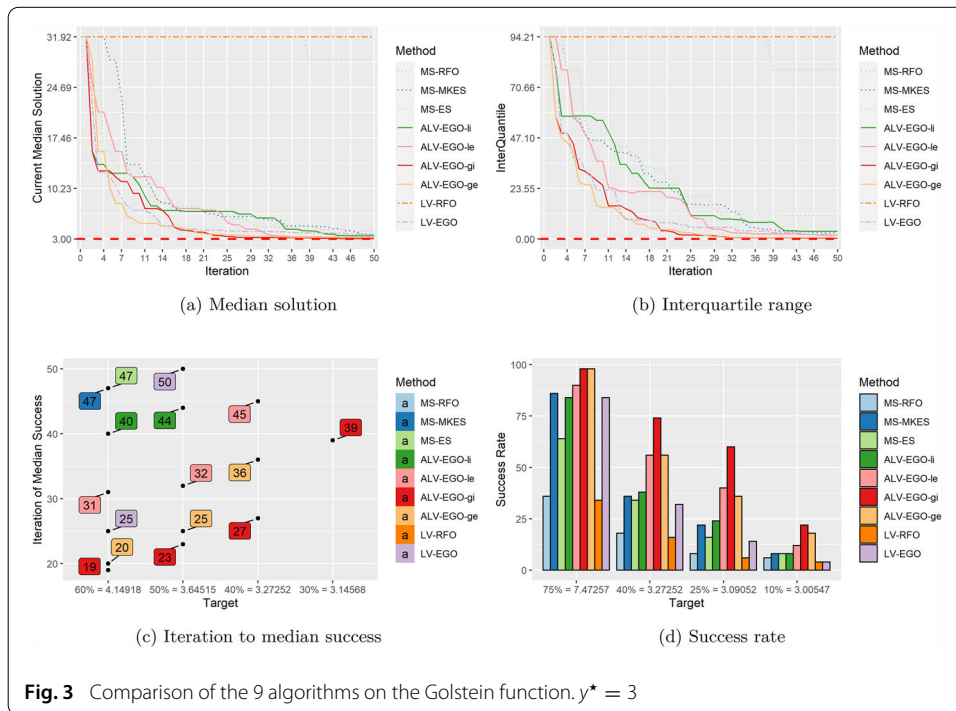 31.92
24.69
17.46
10.23
3.00
Current Median Solution
0 4 7 11 14 18 21 25 29 32 36 39 43 46 50
Iteration
Method
MS-RFO
MS-MKES
MS-ES
ALV-EGO-li
ALV-EGO-le
ALV-EGO-gi
ALV-EGO-ge
LV-RFO
LV-EGO
(a) Median solution
94.21
70.66
47.10
23.55
0.00
InterQuantile
0 4 7 11 14 18 21 25 29 32 36 39 43 46 50
Iteration
Method
MS-RFO
MS-MKES
MS-ES
ALV-EGO-li
ALV-EGO-le
ALV-EGO-gi
ALV-EGO-ge
LV-RFO
LV-EGO
(b) Interquartile range
50
40
30
20
Iteration of Median Success
47
47
40
31
25
20
19
50
44
32
25
23
45
36
27
39
60% = 4.14918 50% = 3.64515 40% = 3.27252 30% = 3.14568
Target
Method
a MS-RFO
a MS-MKES
a MS-ES
a ALV-EGO-li
a ALV-EGO-le
a ALV-EGO-gi
a ALV-EGO-ge
a LV-RFO
a LV-EGO
(c) Iteration to median success
100
75
50
25
0
Success Rate
75% = 7.47257 40% = 3.27252 25% = 3.09052 10% = 3.00547
Target
Method
MS-RFO
MS-MKES
MS-ES
ALV-EGO-li
ALV-EGO-le
ALV-EGO-gi
ALV-EGO-ge
LV-RFO
LV-EGO
(d) Success rate
Fig. 3 Comparison of the 9 algorithms on the Golstein function. y⋆ = 3